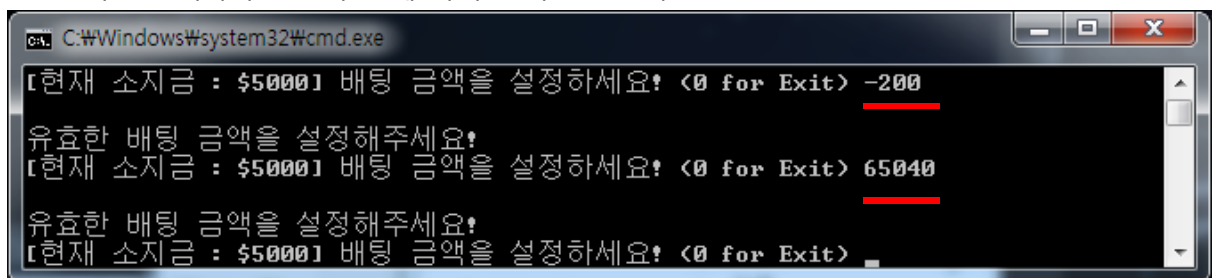 C:₩Windows₩system32₩cmd.exe
[현재 소지금 : $5000] 배팅 금액을 설정하세요! (0 for Exit) -200
유효한 배팅 금액을 설정해주세요!
[현재 소지금 : $5000] 배팅 금액을 설정하세요! (0 for Exit) 65040
유효한 배팅 금액을 설정해주세요!
[현재 소지금 : $5000] 배팅 금액을 설정하세요! (0 for Exit) _